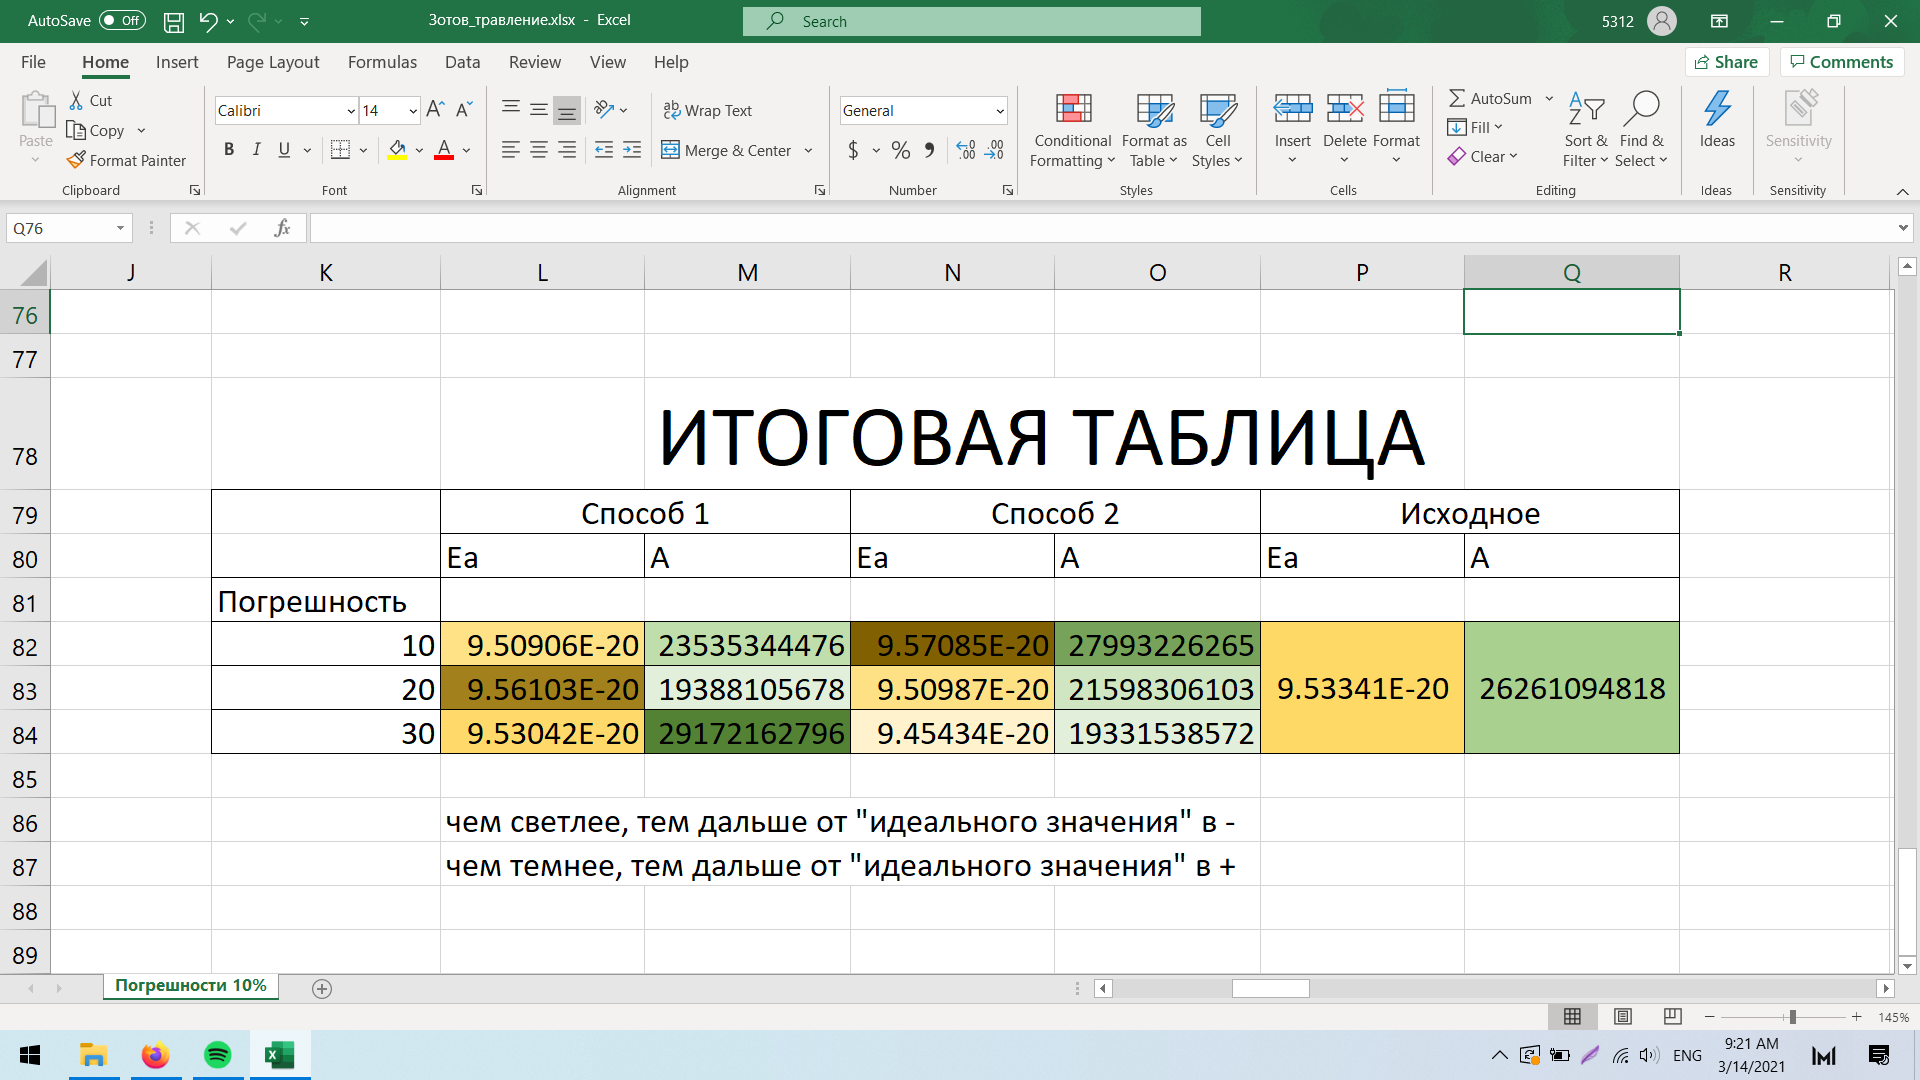 AutoSave Off Зотов_травление.xlsx - Excel Search 5312
File Home Insert Page Layout Formulas Data Review View Help Share Comments
Paste Cut Copy Format Painter Clipboard
Calibri 14 A A B I U A Font
ab Wrap Text Merge & Center Alignment
General $ % 9 .00 .00 Number
Conditional Formatting Format as Table Cell Styles Styles
Insert Delete Format Cells
AutoSum Fill Clear Sort & Filter Find & Select Editing
Ideas Ideas
Sensitivity Sensitivity
Q76 fx
J K L M N O P Q R
76
77
78 ИТОГОВАЯ ТАБЛИЦА
79 Способ 1 Способ 2 Исходное
80 Ea A Ea A Ea A
81 Погрешность
82 10 9.50906E-20 23535344476 9.57085E-20 27993226265
83 20 9.56103E-20 19388105678 9.50987E-20 21598306103 9.53341E-20 26261094818
84 30 9.53042E-20 29172162796 9.45434E-20 19331538572
85
86 чем светлее, тем дальше от "идеального значения" в -
87 чем темнее, тем дальше от "идеального значения" в +
88
89
Погрешности 10%
145%
ENG 9:21 AM
3/14/2021